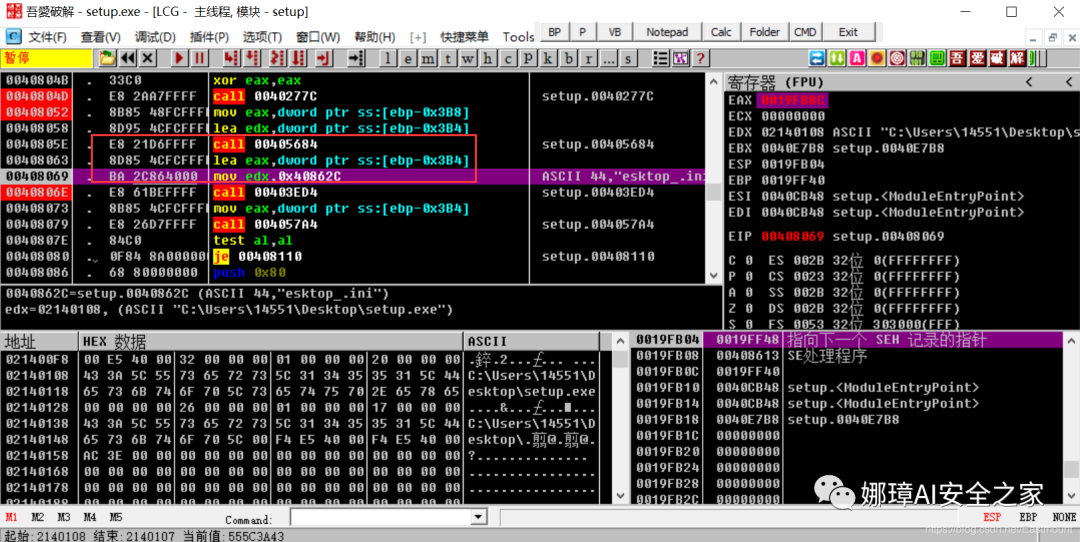 吾愛破解 - setup.exe - [LCG - 主线程, 模块 - setup]
文件(F) 查看(V) 调试(D) 插件(P) 选项(T) 窗口(W) 帮助(H) [+] 快捷菜单 Tools BP P VB Notepad Calc Folder CMD Exit
暂停 l e m t w h c p k b r ... s ? 吾 爱 破 解
0040804B . 33C0 xor eax,eax
0040804D . E8 2AA7FFFF call 0040277C setup.0040277C
00408052 . 8B85 48FCFFFF mov eax,dword ptr ss:[ebp-0x3B8]
00408058 . 8D95 4CFCFFFF lea edx,dword ptr ss:[ebp-0x3B4]
0040805E . E8 21D6FFFF call 00405684 setup.00405684
00408063 . 8D85 4CFCFFFF lea eax,dword ptr ss:[ebp-0x3B4]
00408069 . BA 2C864000 mov edx,0x40862C ASCII 44,"esktop_.ini"
0040806E . E8 61BEFFFF call 00403ED4 setup.00403ED4
00408073 . 8B85 4CFCFFFF mov eax,dword ptr ss:[ebp-0x3B4]
00408079 . E8 26D7FFFF call 004057A4 setup.004057A4
0040807E . 84C0 test al,al
00408080 . 0F84 8A000000 je 00408110 setup.00408110
00408086 . 68 80000000 push 0x80
0040862C=setup.0040862C (ASCII 44,"esktop_.ini")
edx=02140108, (ASCII "C:\Users\14551\Desktop\setup.exe")
寄存器 (FPU) < <
EAX 0019FB8C
ECX 00000000
EDX 02140108 ASCII "C:\Users\14551\Desktop\s
EBX 0040E7B8 setup.0040E7B8
ESP 0019FB04
EBP 0019FF40
ESI 0040CB48 setup.<ModuleEntryPoint>
EDI 0040CB48 setup.<ModuleEntryPoint>
EIP 00408069 setup.00408069
C 0 ES 002B 32位 0(FFFFFFFF)
P 0 CS 0023 32位 0(FFFFFFFF)
A 0 SS 002B 32位 0(FFFFFFFF)
Z 0 DS 002B 32位 0(FFFFFFFF)
S 0 FS 0053 32位 303000(FFF)
地址 HEX 数据 ASCII
021400F8 00 E5 40 00 32 00 00 00 01 00 00 00 20 00 00 00
02140108 43 3A 5C 55 73 65 72 73 5C 31 34 35 35 31 5C 44 C:\Users\14551\D
02140118 65 73 6B 74 6F 70 5C 73 65 74 75 70 2E 65 78 65 esktop\setup.exe
02140128 00 00 00 00 26 00 00 00 01 00 00 00 17 00 00 00
02140138 43 3A 5C 55 73 65 72 73 5C 31 34 35 35 31 5C 44 C:\Users\14551\D
02140148 65 73 6B 74 6F 70 5C 00 F4 E5 40 00 F4 E5 40 00 esktop\.翦@.翦@.
02140158 AC 3E 00 00 00 00 00 00 00 00 00 00 00 00 00 00 ?..............
02140168 00 00 00 00 00 00 00 00 00 00 00 00 00 00 00 00 ................
02140178 00 00 00 00 00 00 00 00 00 00 00 00 00 00 00 00 ................
02140188 00 00 00 00 00 00 00 00 00 00 00 00 00 00 00 00
0019FB04 0019FF48 指向下一个 SEH 记录的指针
0019FB08 00408613 SE处理程序
0019FB0C 0019FF40
0019FB10 0040CB48 setup.<ModuleEntryPoint>
0019FB14 0040CB48 setup.<ModuleEntryPoint>
0019FB18 0040E7B8 setup.0040E7B8
0019FB1C 00000000
0019FB20 00000000
0019FB24 00000000
0019FB28 00000000
0019FB2C 00000000
娜璋AI安全之家
M1 M2 M3 M4 M5 Command: ESP EBP NONE
起始: 2140108 结束: 2140107 当前值: 555C3A43